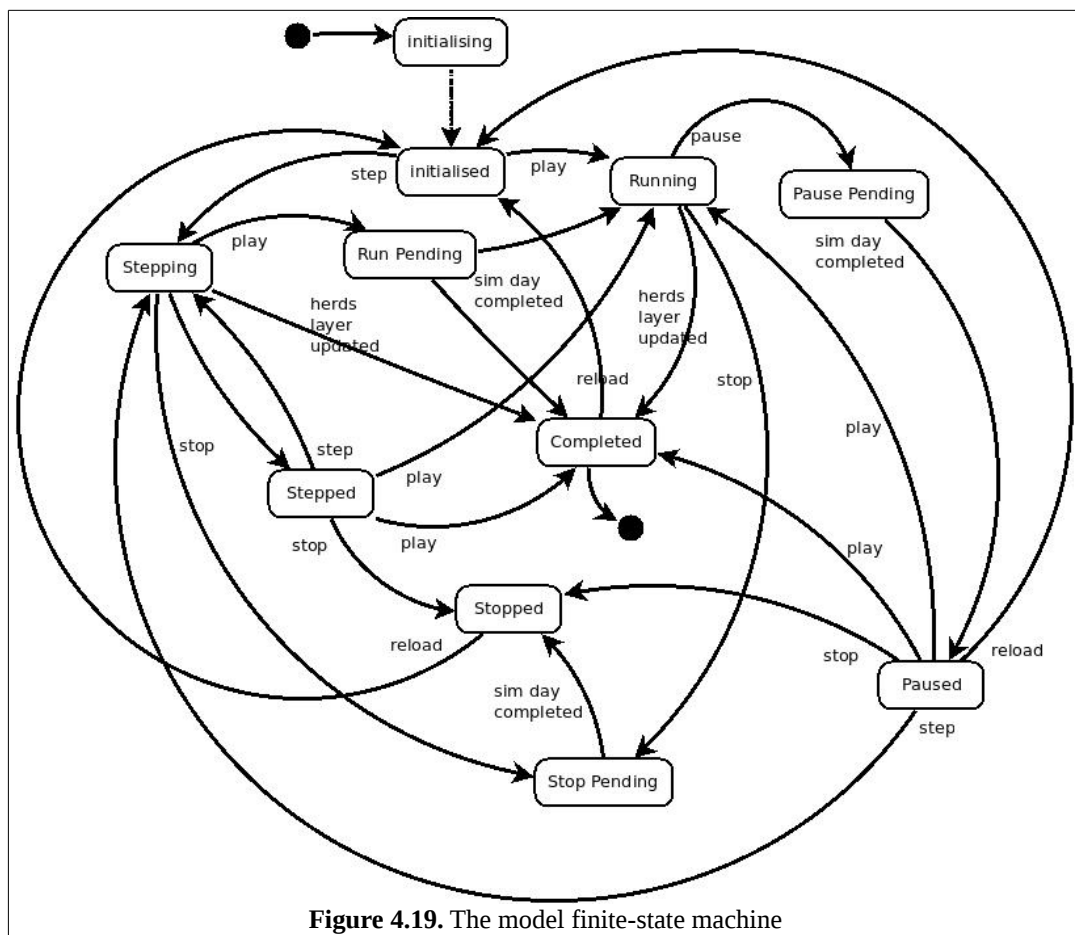 initialising
initialised
step
play
pause
Running
Pause Pending
play
Stepping
Run Pending
sim day
completed
sim day
completed
herds
layer
updated
herds
layer
updated
reload
stop
Completed
play
stop
step
Stepped
play
stop
play
play
Stopped
reload
stop
reload
Paused
sim day
completed
step
Stop Pending
Figure 4.19. The model finite-state machine